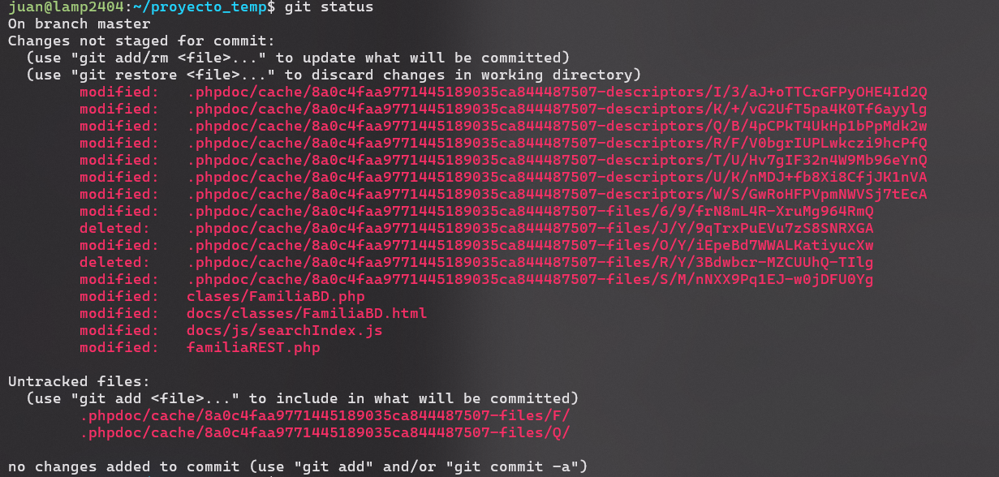 juan@lamp2404:~/proyecto_temp$ git status
On branch master
Changes not staged for commit:
  (use "git add/rm <file>..." to update what will be committed)
  (use "git restore <file>..." to discard changes in working directory)
        modified:   .phpdoc/cache/8a0c4faa9771445189035ca844487507-descriptors/I/3/aJ+oTTCrGFPyOHE4Id2Q
        modified:   .phpdoc/cache/8a0c4faa9771445189035ca844487507-descriptors/K/+/vG2UfT5pa4K0Tf6ayylg
        modified:   .phpdoc/cache/8a0c4faa9771445189035ca844487507-descriptors/Q/B/4pCPkT4UkHp1bPpMdk2w
        modified:   .phpdoc/cache/8a0c4faa9771445189035ca844487507-descriptors/R/F/V0bgrIUPLwkczi9hcPfQ
        modified:   .phpdoc/cache/8a0c4faa9771445189035ca844487507-descriptors/T/U/Hv7gIF32n4W9Mb96eYnQ
        modified:   .phpdoc/cache/8a0c4faa9771445189035ca844487507-descriptors/U/K/nMDJ+fb8Xi8CfjJK1nVA
        modified:   .phpdoc/cache/8a0c4faa9771445189035ca844487507-descriptors/W/S/GwRoHFPVpmNWVSj7tEcA
        modified:   .phpdoc/cache/8a0c4faa9771445189035ca844487507-files/6/9/frN8mL4R-XruMg964RmQ
        deleted:    .phpdoc/cache/8a0c4faa9771445189035ca844487507-files/J/Y/9qTrxPuEVu7zS8SNRXGA
        modified:   .phpdoc/cache/8a0c4faa9771445189035ca844487507-files/O/Y/iEpeBd7WWALKatiyucXw
        deleted:    .phpdoc/cache/8a0c4faa9771445189035ca844487507-files/R/Y/3Bdwbcr-MZCUUhQ-TIlg
        modified:   .phpdoc/cache/8a0c4faa9771445189035ca844487507-files/S/M/nNXX9Pq1EJ-w0jDFU0Yg
        modified:   clases/FamiliaBD.php
        modified:   docs/classes/FamiliaBD.html
        modified:   docs/js/searchIndex.js
        modified:   familiaREST.php

Untracked files:
  (use "git add <file>..." to include in what will be committed)
        .phpdoc/cache/8a0c4faa9771445189035ca844487507-files/F/
        .phpdoc/cache/8a0c4faa9771445189035ca844487507-files/Q/

no changes added to commit (use "git add" and/or "git commit -a")